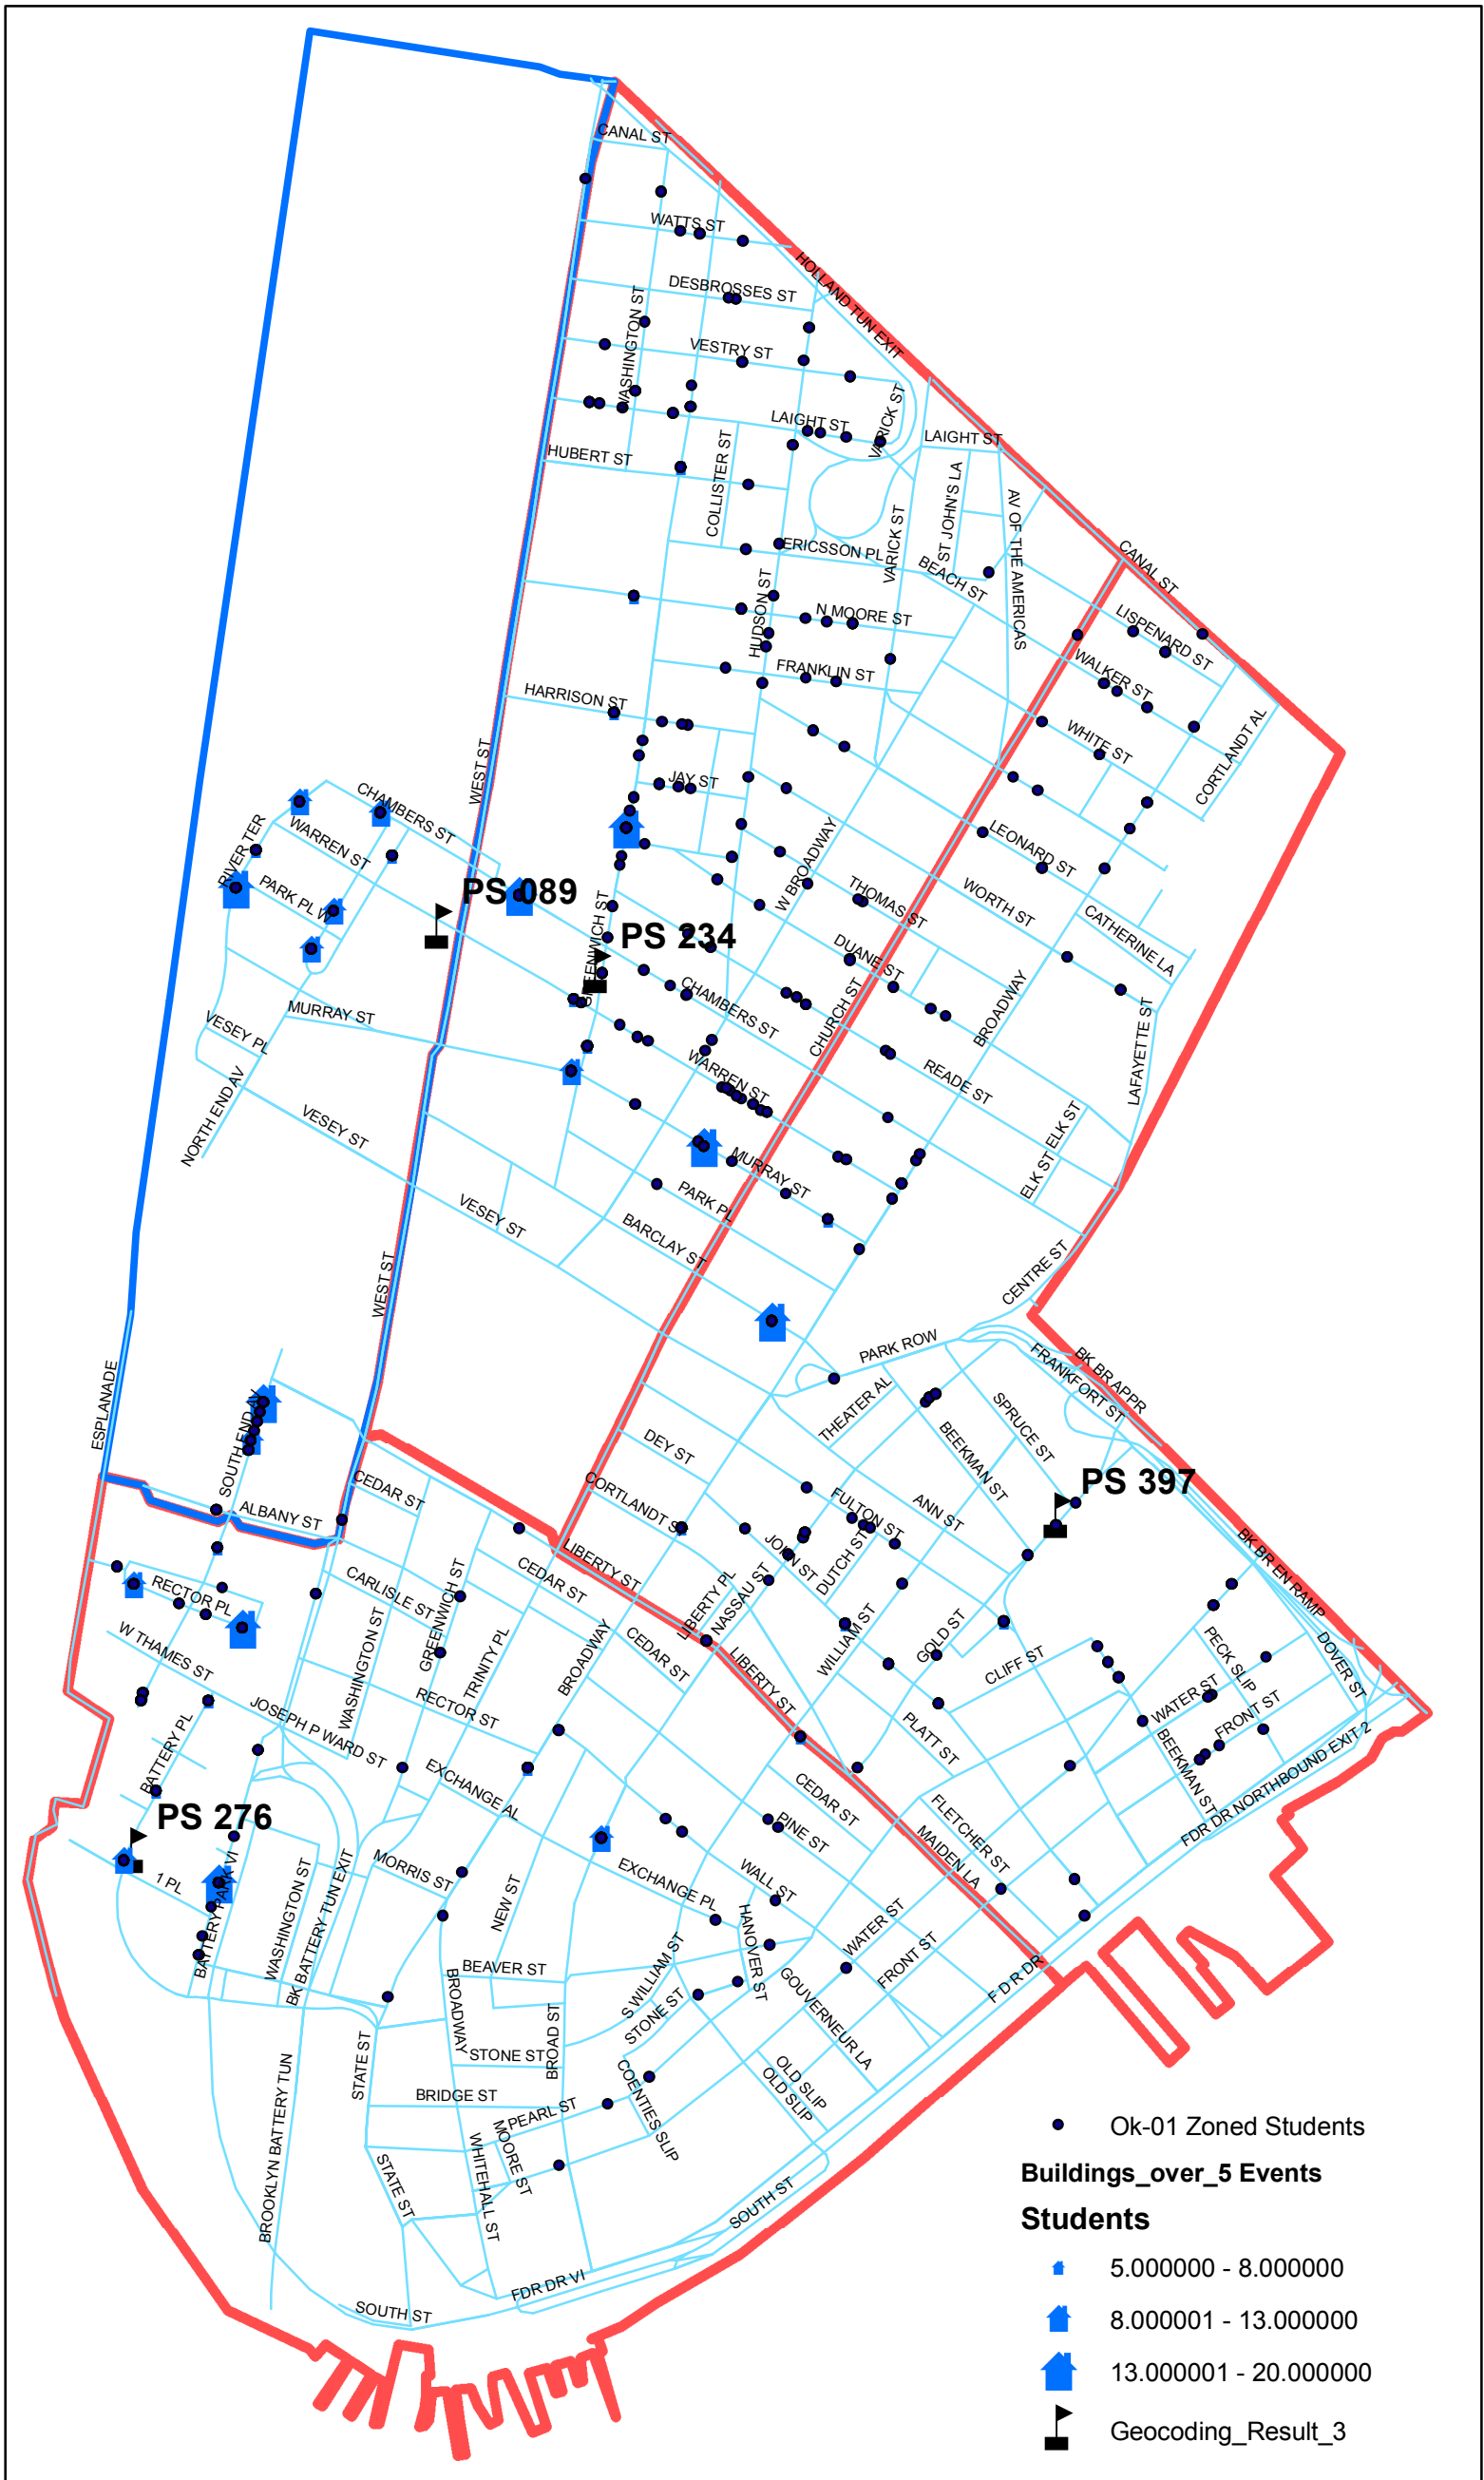 CANAL ST
WATTS ST
HOLLAND TUN EXIT
DESBROSSES ST
WASHINGTON ST
VESTRY ST
VARICK ST
LAIGHT ST
LAIGHT ST
HUBERT ST
COLLISTER ST
ST JOHN'S LA
AV OF THE AMERICAS
VARICK ST
ERICSSON PL
CANAL ST
BEACH ST
HUDSON ST
N MOORE ST
LISPENARD ST
WALKER ST
FRANKLIN ST
HARRISON ST
WHITE ST
CORTLANDT AL
WEST ST
JAY ST
CHAMBERS ST
WARREN ST
RIVER TER
PARK PL W
W BROADWAY
LEONARD ST
PS 089
THOMAS ST
WORTH ST
CATHERINE LA
GREENWICH ST
PS 234
DUANE ST
CHAMBERS ST
CHURCH ST
BROADWAY
LAFAYETTE ST
MURRAY ST
VESEY PL
NORTH END AV
WARREN ST
READE ST
VESEY ST
ELK ST
ELK ST
MURRAY ST
PARK PL
VESEY ST
BARCLAY ST
WEST ST
CENTRE ST
PARK ROW
BK BR APPR
FRANKFORT ST
ESPLANADE
THEATER AL
SPRUCE ST
SOUTH END AV
BEEKMAN ST
DEY ST
PS 397
CEDAR ST
CORTLANDT ST
FULTON ST
ANN ST
ALBANY ST
JOHN ST
DUTCH ST
LIBERTY ST
BK BR EN RAMP
CEDAR ST
CARLISLE ST
RECTOR PL
GREENWICH ST
WASHINGTON ST
LIBERTY PL
NASSAU ST
W THAMES ST
TRINITY PL
BROADWAY
CEDAR ST
WILLIAM ST
GOLD ST
CLIFF ST
PECK SLIP
DOVER ST
LIBERTY ST
WATER ST
FRONT ST
RECTOR ST
JOSEPH P WARD ST
BATTERY PL
PLATT ST
BEEKMAN ST
FDR DR NORTHBOUND EXIT 2
EXCHANGE AL
CEDAR ST
PS 276
PINE ST
FLETCHER ST
MAIDEN LA
MORRIS ST
1 PL
BATTERY PARK VI
WASHINGTON ST
BK BATTERY TUN EXIT
NEW ST
EXCHANGE PL
WALL ST
HANOVER ST
WATER ST
FRONT ST
BEAVER ST
BROADWAY
S WILLIAM ST
STONE ST
GOUVERNEUR LA
F D R DR
STATE ST
STONE ST
BROAD ST
BROOKLYN BATTERY TUN
BRIDGE ST
PEARL ST
COENTIES SLIP
OLD SLIP
OLD SLIP
MOORE ST
WHITEHALL ST
STATE ST
SOUTH ST
FDR DR VI
SOUTH ST
Ok-01 Zoned Students
Buildings_over_5 Events
Students
5.000000 - 8.000000
8.000001 - 13.000000
13.000001 - 20.000000
Geocoding_Result_3